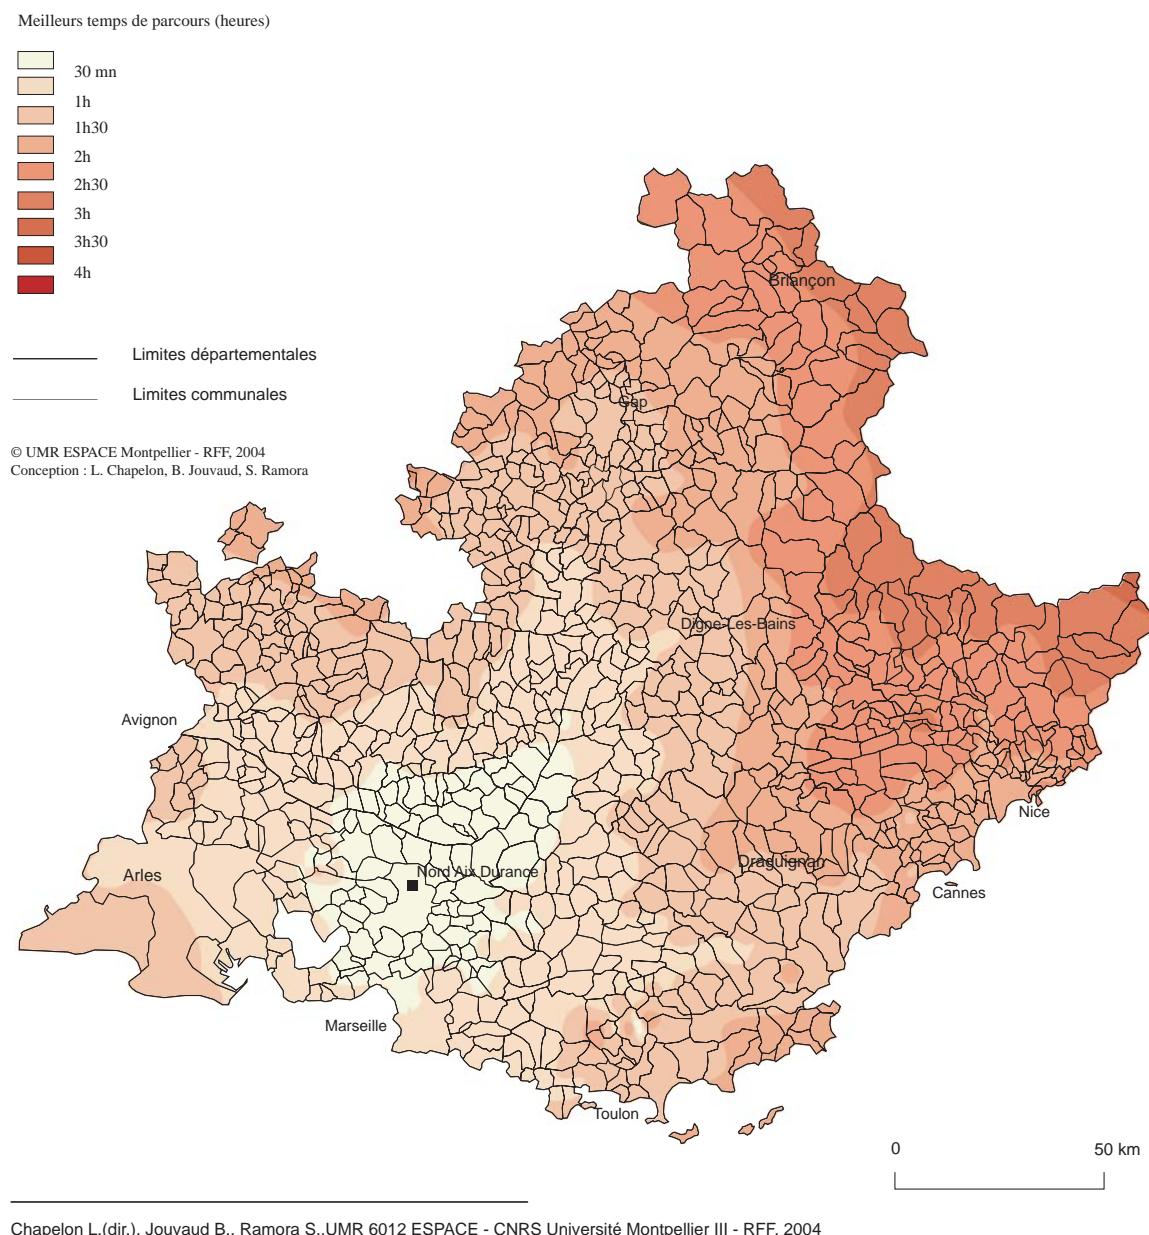 Meilleurs temps de parcours (heures)
30 mn
1h
1h30
2h
2h30
3h
3h30
4h
Limites départementales
Limites communales
© UMR ESPACE Montpellier - RFF, 2004
Conception : L. Chapelon, B. Jouvaud, S. Ramora
Briançon
Gap
Digne-Les-Bains
Avignon
Nice
Draguignan
Arles
Nord Aix Durance
Cannes
Marseille
Toulon
0 50 km
Chapelon L.(dir.), Jouvaud B., Ramora S.,UMR 6012 ESPACE - CNRS Université Montpellier III - RFF, 2004